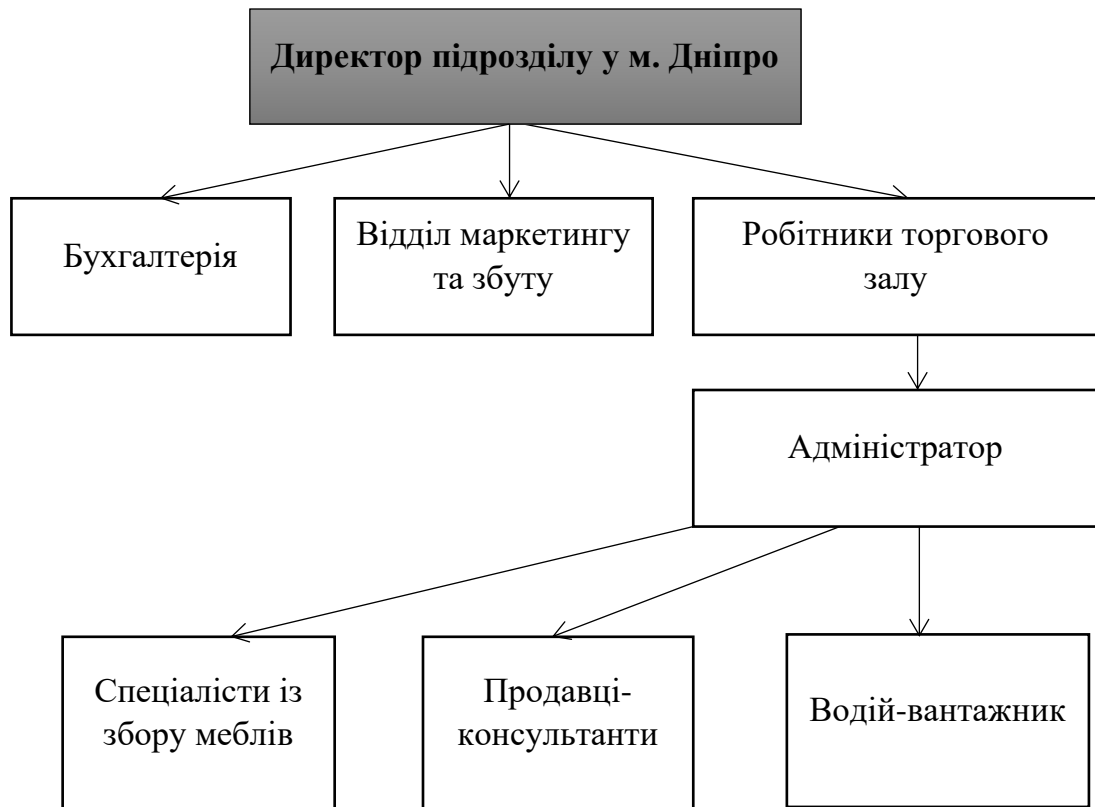 Директор підрозділу у м. Дніпро
Бухгалтерія
Відділ маркетингу
та збуту
Робітники торгового
залу
Адміністратор
Спеціалісти із
збору меблів
Продавці-
консультанти
Водій-вантажник